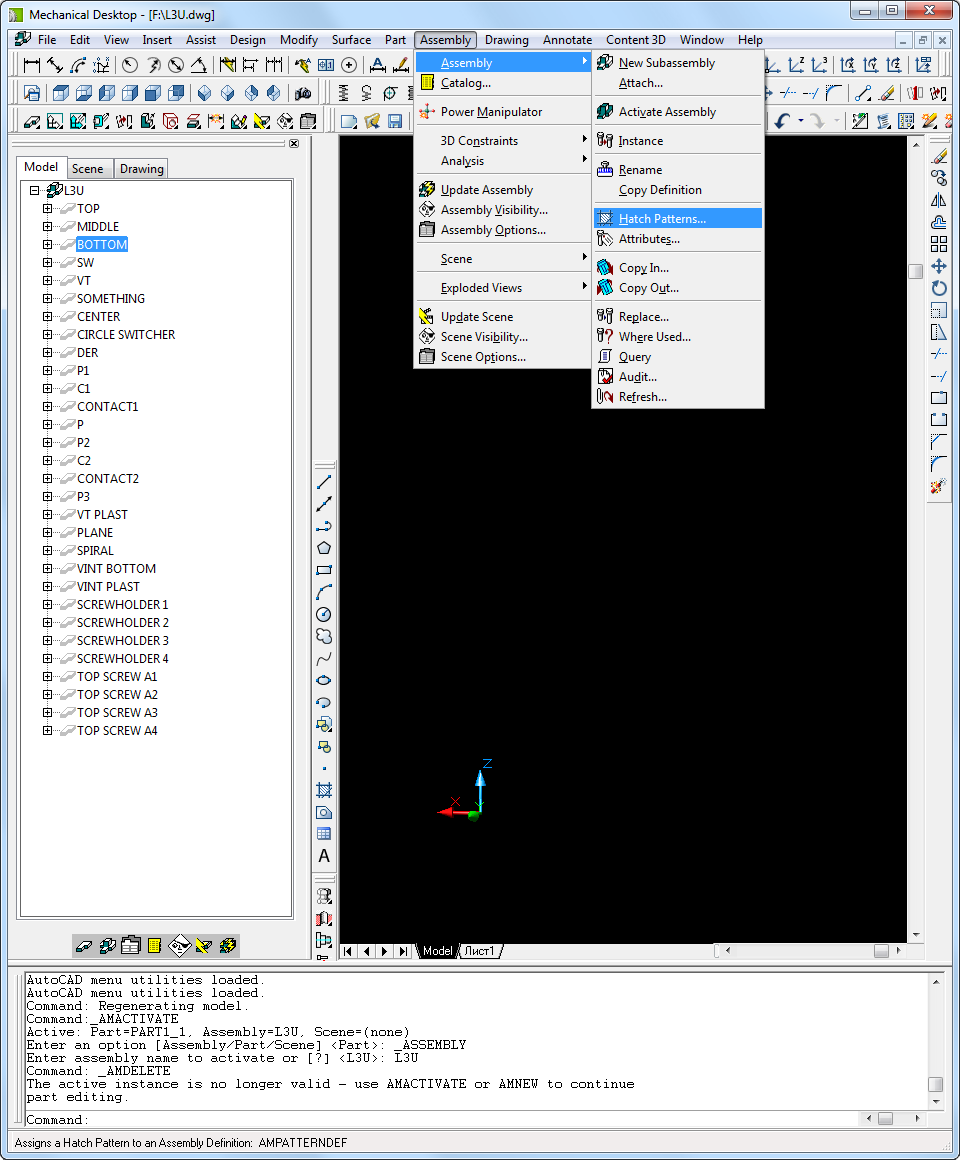 Mechanical Desktop - [F:\L3U.dwg]
File Edit View Insert Assist Design Modify Surface Part Assembly Drawing Annotate Content 3D Window Help
Assembly
Catalog...
Power Manipulator
3D Constraints
Analysis
Update Assembly
Assembly Visibility...
Assembly Options...
Scene
Exploded Views
Update Scene
Scene Visibility...
Scene Options...
New Subassembly
Attach...
Activate Assembly
Instance
Rename
Copy Definition
Hatch Patterns...
Attributes...
Copy In...
Copy Out...
Replace...
Where Used...
Query
Audit...
Refresh...
Model Scene Drawing
L3U
TOP
MIDDLE
BOTTOM
SW
VT
SOMETHING
CENTER
CIRCLE SWITCHER
DER
P1
C1
CONTACT1
P
P2
C2
CONTACT2
P3
VT PLAST
PLANE
SPIRAL
VINT BOTTOM
VINT PLAST
SCREWHOLDER 1
SCREWHOLDER 2
SCREWHOLDER 3
SCREWHOLDER 4
TOP SCREW A1
TOP SCREW A2
TOP SCREW A3
TOP SCREW A4
Z
X
Y
A
Model Лист1
AutoCAD menu utilities loaded.
AutoCAD menu utilities loaded.
Command: Regenerating model.
Command:_AMACTIVATE
Active: Part=PART1_1, Assembly=L3U, Scene=(none)
Enter an option [Assembly/Part/Scene] <Part>: _ASSEMBLY
Enter assembly name to activate or [?] <L3U>: L3U
Command: _AMDELETE
The active instance is no longer valid - use AMACTIVATE or AMNEW to continue
part editing.
Command:
Assigns a Hatch Pattern to an Assembly Definition: AMPATTERNDEF